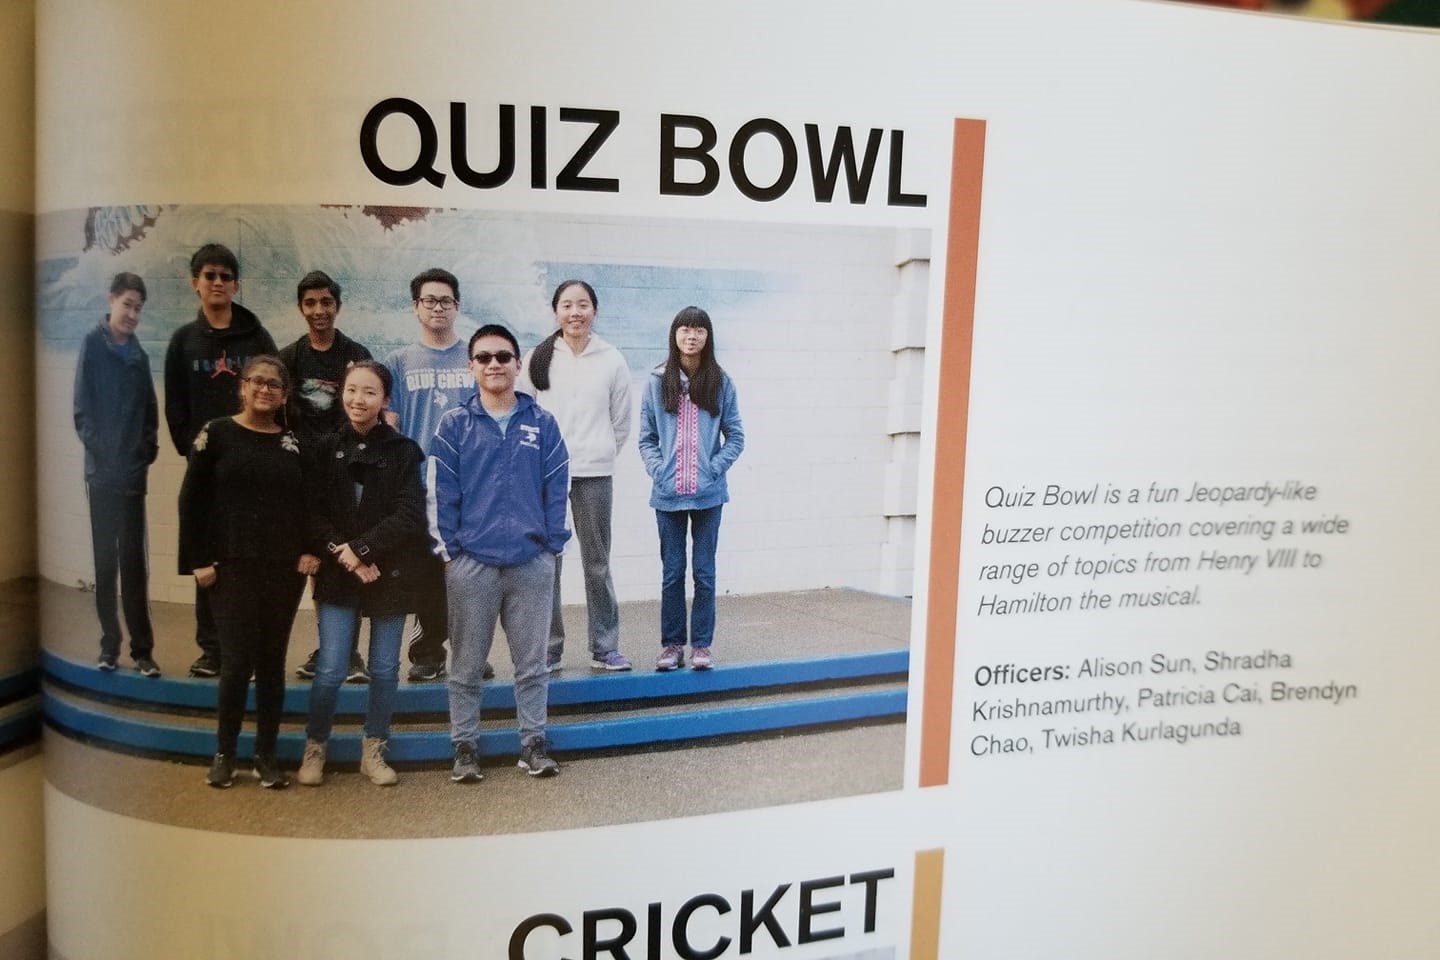 QUIZ BOWL
BLUE CREW
Quiz Bowl is a fun Jeopardy-like
buzzer competition covering a wide
range of topics from Henry VIII to
Hamilton the musical.
Officers: Alison Sun, Shradha
Krishnamurthy, Patricia Cai, Brendyn
Chao, Twisha Kurlagunda
CRICKET